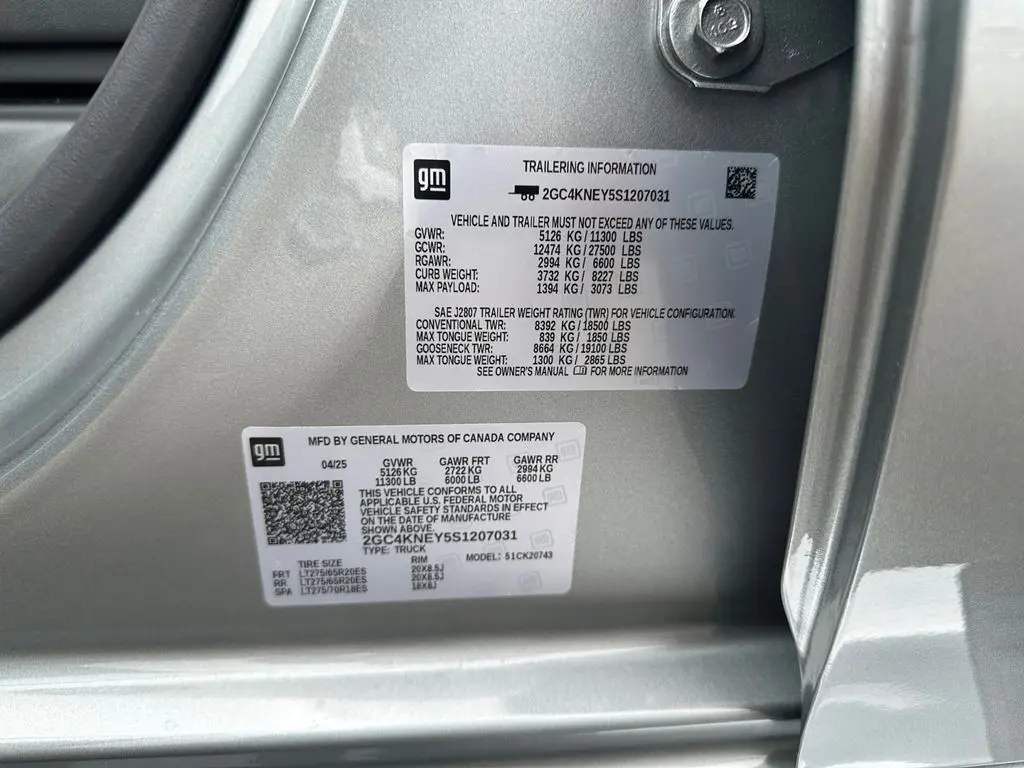 gm
TRAILERING INFORMATION
2GC4KNEY5S1207031
VEHICLE AND TRAILER MUST NOT EXCEED ANY OF THESE VALUES.
GVWR: 5126 KG / 11300 LBS
GCWR: 12474 KG / 27500 LBS
RGAWR: 2994 KG / 6600 LBS
CURB WEIGHT: 3732 KG / 8227 LBS
MAX PAYLOAD: 1394 KG / 3073 LBS
SAE J2807 TRAILER WEIGHT RATING (TWR) FOR VEHICLE CONFIGURATION.
CONVENTIONAL TWR: 8392 KG / 18500 LBS
MAX TONGUE WEIGHT: 839 KG / 1850 LBS
GOOSENECK TWR: 8664 KG / 19100 LBS
MAX TONGUE WEIGHT: 1300 KG / 2865 LBS
SEE OWNER'S MANUAL FOR MORE INFORMATION
gm
MFD BY GENERAL MOTORS OF CANADA COMPANY
04/25 GVWR GAWR FRT GAWR RR
5126 KG 2722 KG 2994 KG
11300 LB 6000 LB 6600 LB
THIS VEHICLE CONFORMS TO ALL
APPLICABLE U.S. FEDERAL MOTOR
VEHICLE SAFETY STANDARDS IN EFFECT
ON THE DATE OF MANUFACTURE
SHOWN ABOVE.
2GC4KNEY5S1207031
TYPE: TRUCK MODEL: 51CK20743
TIRE SIZE RIM
FRT LT275/65R20ES 20X8.5J
RR LT275/65R20ES 20X8.5J
SPA LT275/70R18ES 18X8J